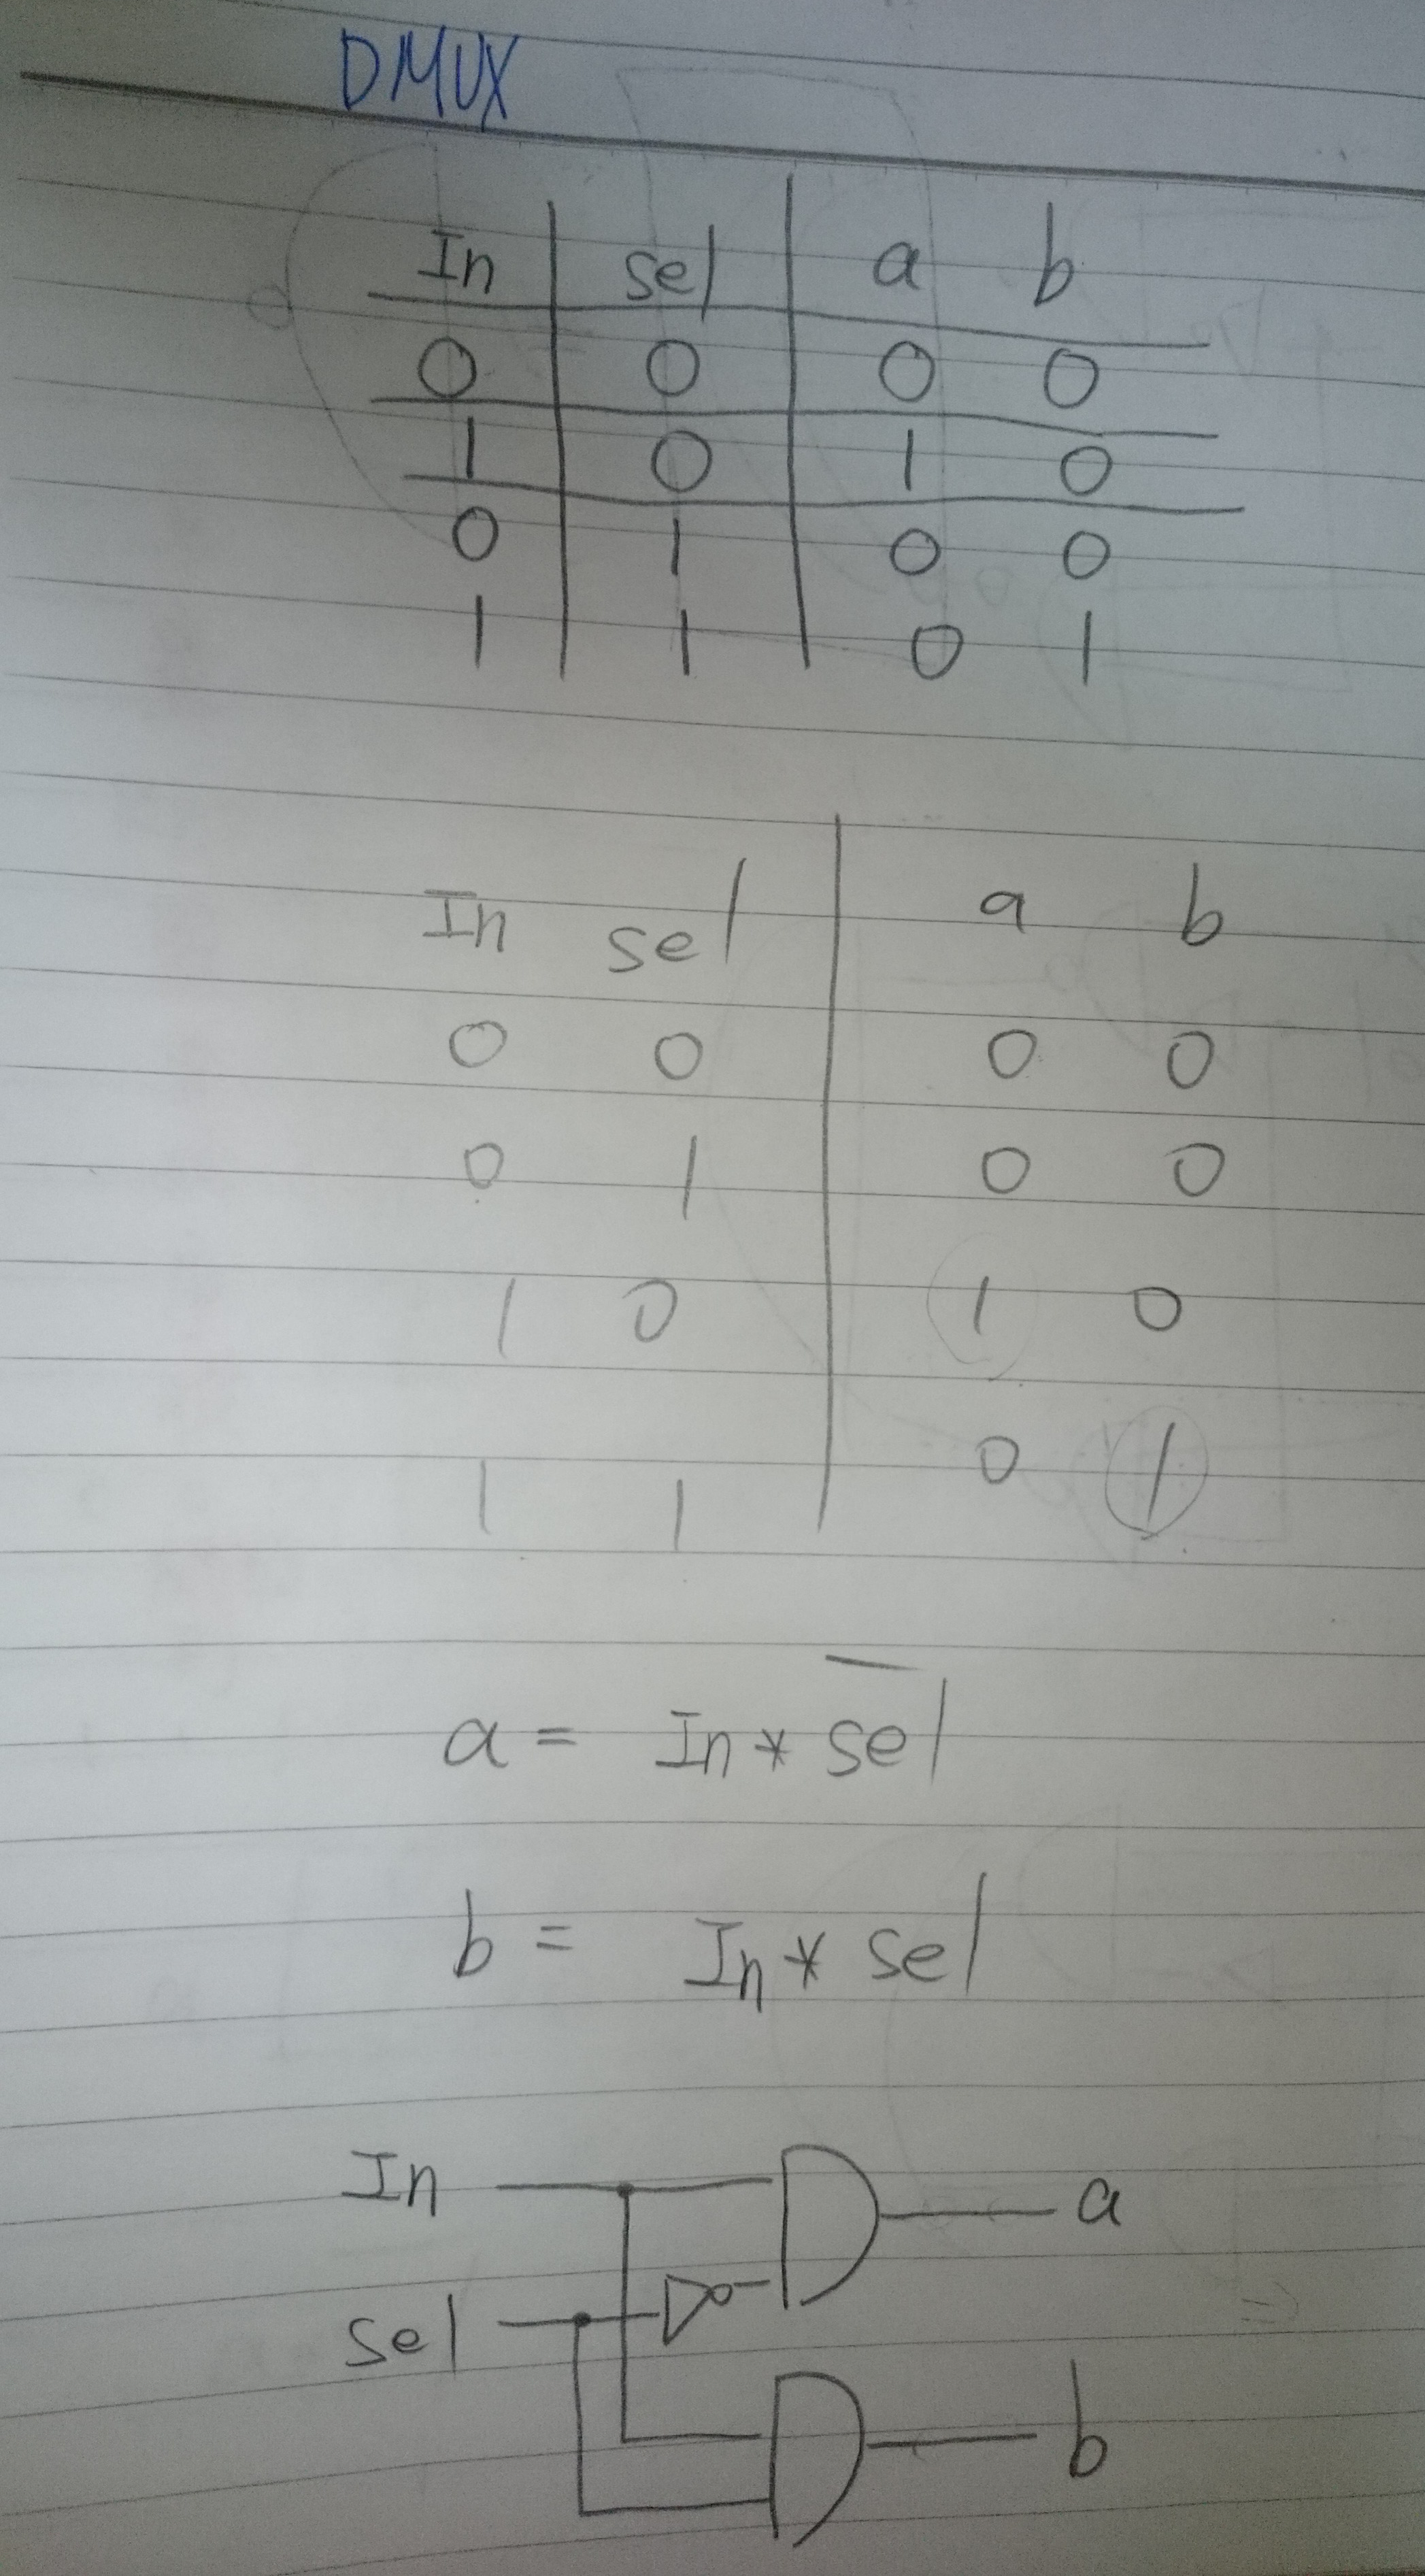 DMUX
In sel a b
0 0 0 0
1 0 1 0
0 1 0 0
1 1 0 1
In sel a b
0 0 0 0
0 1 0 0
1 0 1 0
1 1 0 1
a = In * s̅e̅l̅
b = In * sel
In a
sel
b